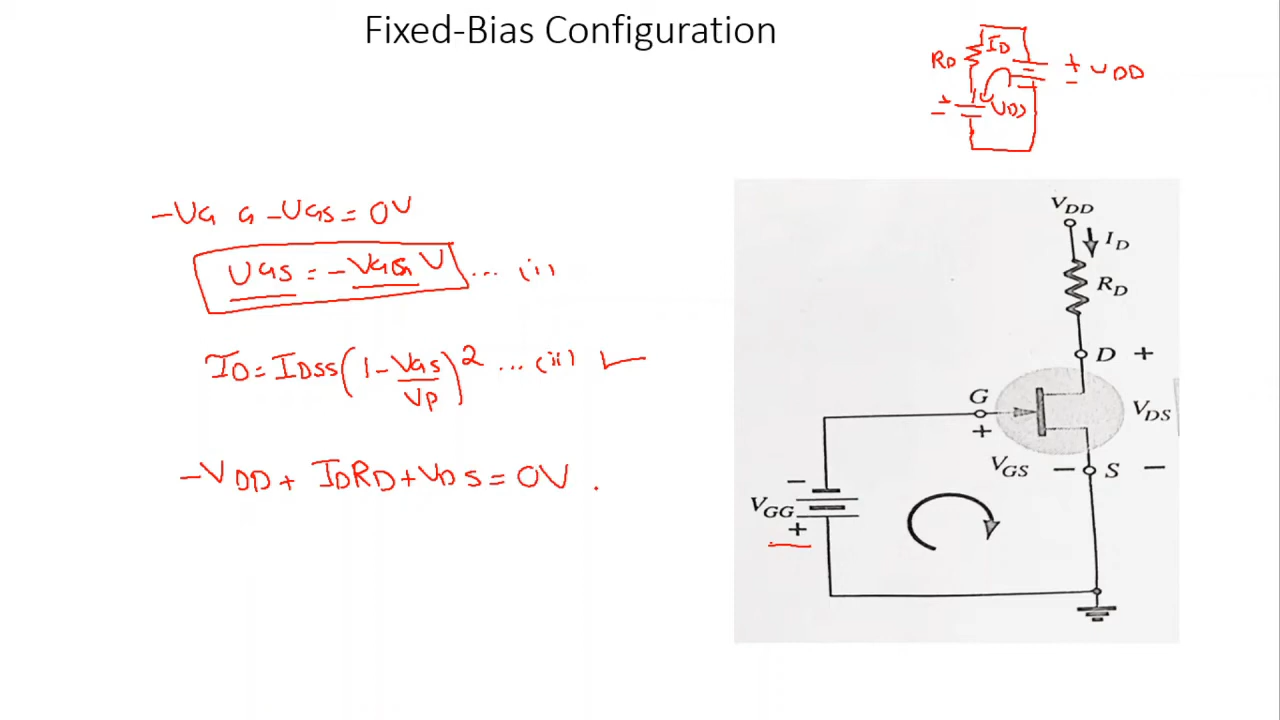 Fixed-Bias Configuration
RD ID + VDD
-
+
- VDD
-VG G -VGS = 0V
VGS = -VGG V ... (i)
ID = IDSS (1 - VGS/VP)^2 ... (ii) ✓
-VDD + IDRD + VDS = 0V .
VDD
ID
RD
D +
G
+
VDS
VGS - S -
-
VGG
+